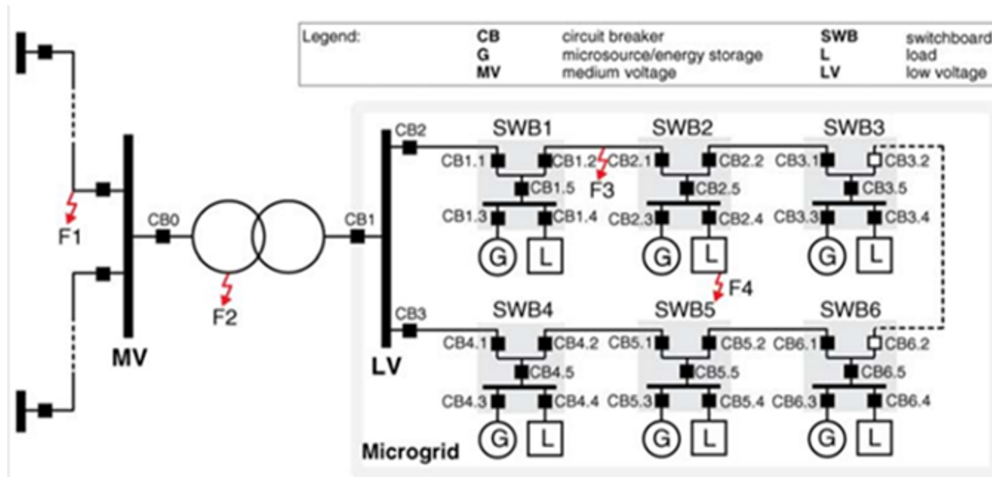 Legend: CB circuit breaker SWB switchboard
G microsource/energy storage L load
MV medium voltage LV low voltage
CB2 SWB1 SWB2 SWB3
CB1.1 CB1.2 CB2.1 CB2.2 CB3.1 CB3.2
F3
CB1.5 CB2.5 CB3.5
CB1.3 CB1.4 CB2.3 CB2.4 CB3.3 CB3.4
F1 CB0 CB1
G L G L G L
F4
F2
CB3 SWB4 SWB5 SWB6
CB4.1 CB4.2 CB5.1 CB5.2 CB6.1 CB6.2
MV LV
CB4.5 CB5.5 CB6.5
CB4.3 CB4.4 CB5.3 CB5.4 CB6.3 CB6.4
G L G L G L
Microgrid